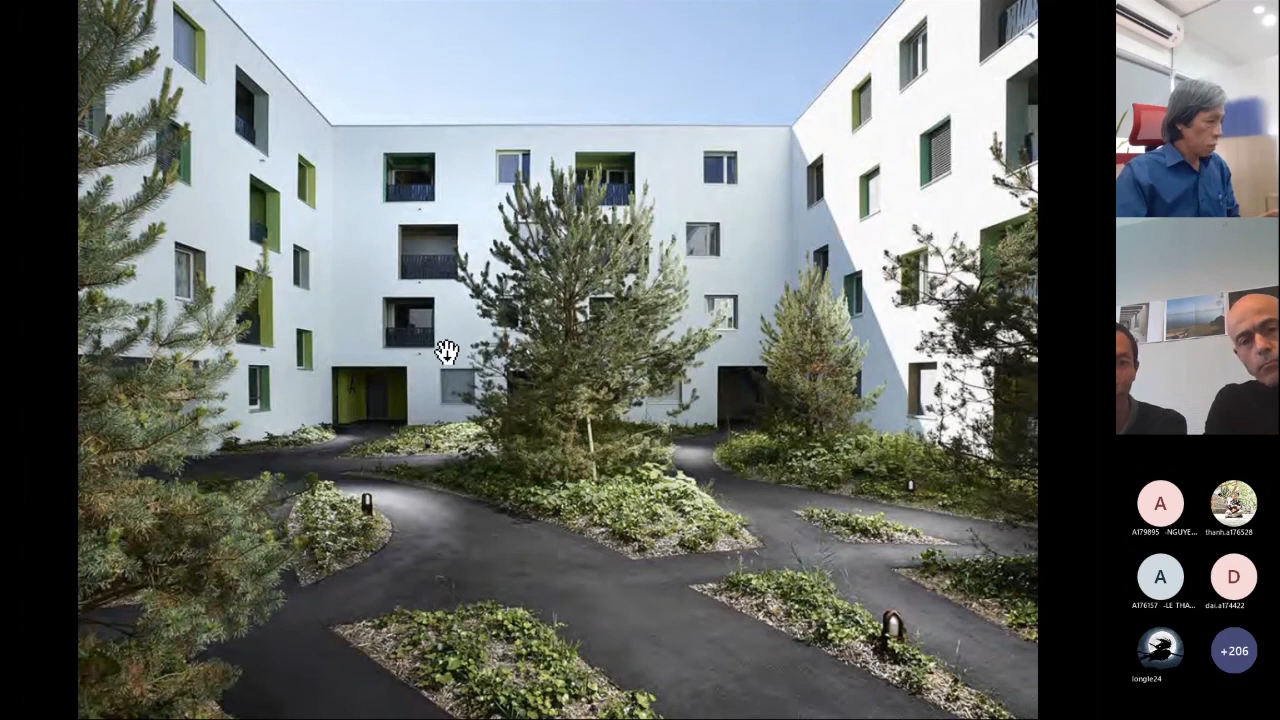 A
A179895 -NGUYE...
thanh.a176528
A
A176157 -LE THA...
D
dai.a174422
longle24
+206